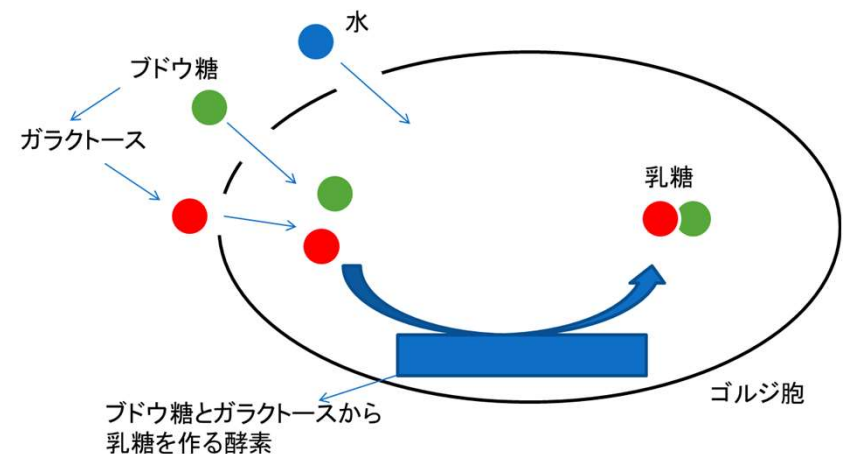 水
ブドウ糖
ガラクトース
乳糖
ゴルジ胞
ブドウ糖とガラクトースから
乳糖を作る酵素